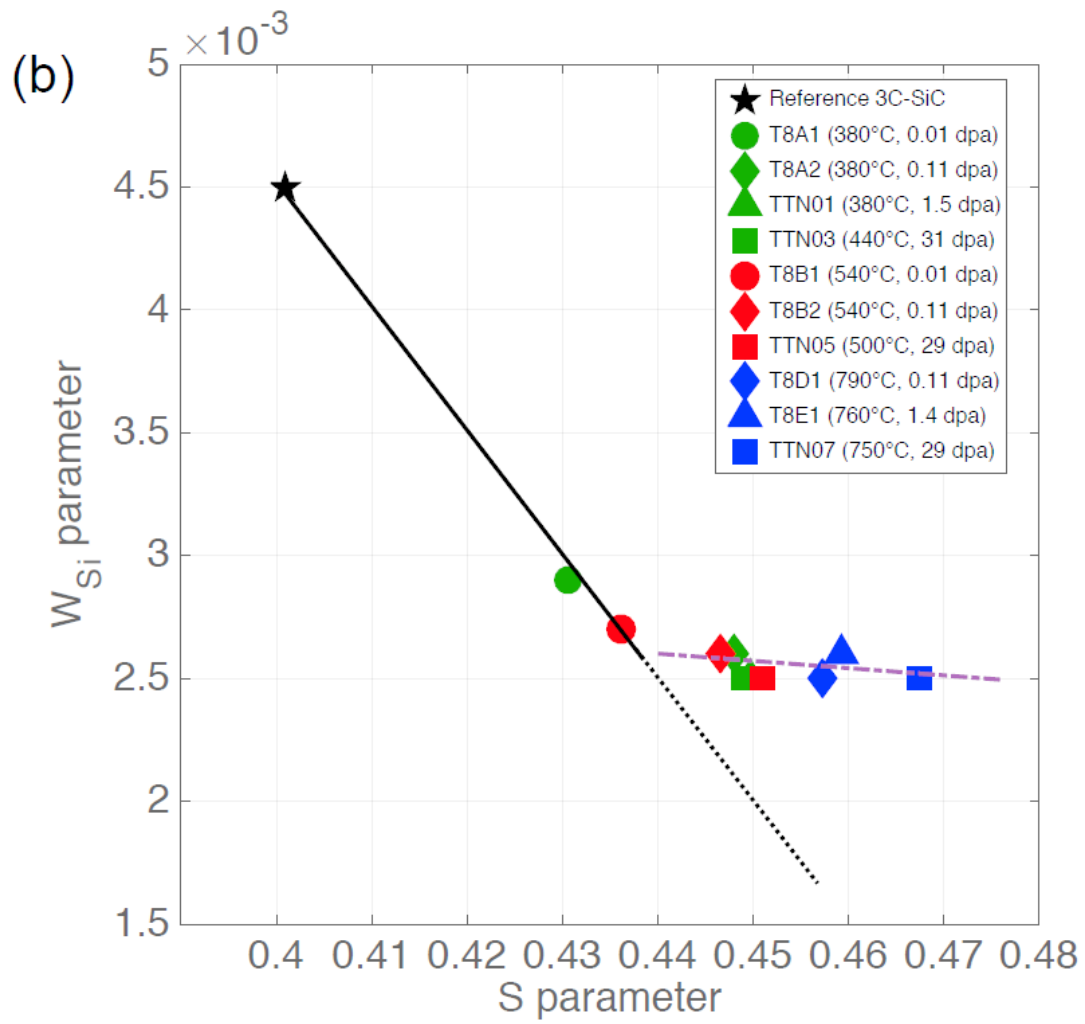 (b)
×10⁻³
5
4.5
4
3.5
3
2.5
2
1.5
W_Si parameter
Reference 3C-SiC
T8A1 (380°C, 0.01 dpa)
T8A2 (380°C, 0.11 dpa)
TTN01 (380°C, 1.5 dpa)
TTN03 (440°C, 31 dpa)
T8B1 (540°C, 0.01 dpa)
T8B2 (540°C, 0.11 dpa)
TTN05 (500°C, 29 dpa)
T8D1 (790°C, 0.11 dpa)
T8E1 (760°C, 1.4 dpa)
TTN07 (750°C, 29 dpa)
0.4 0.41 0.42 0.43 0.44 0.45 0.46 0.47 0.48
S parameter